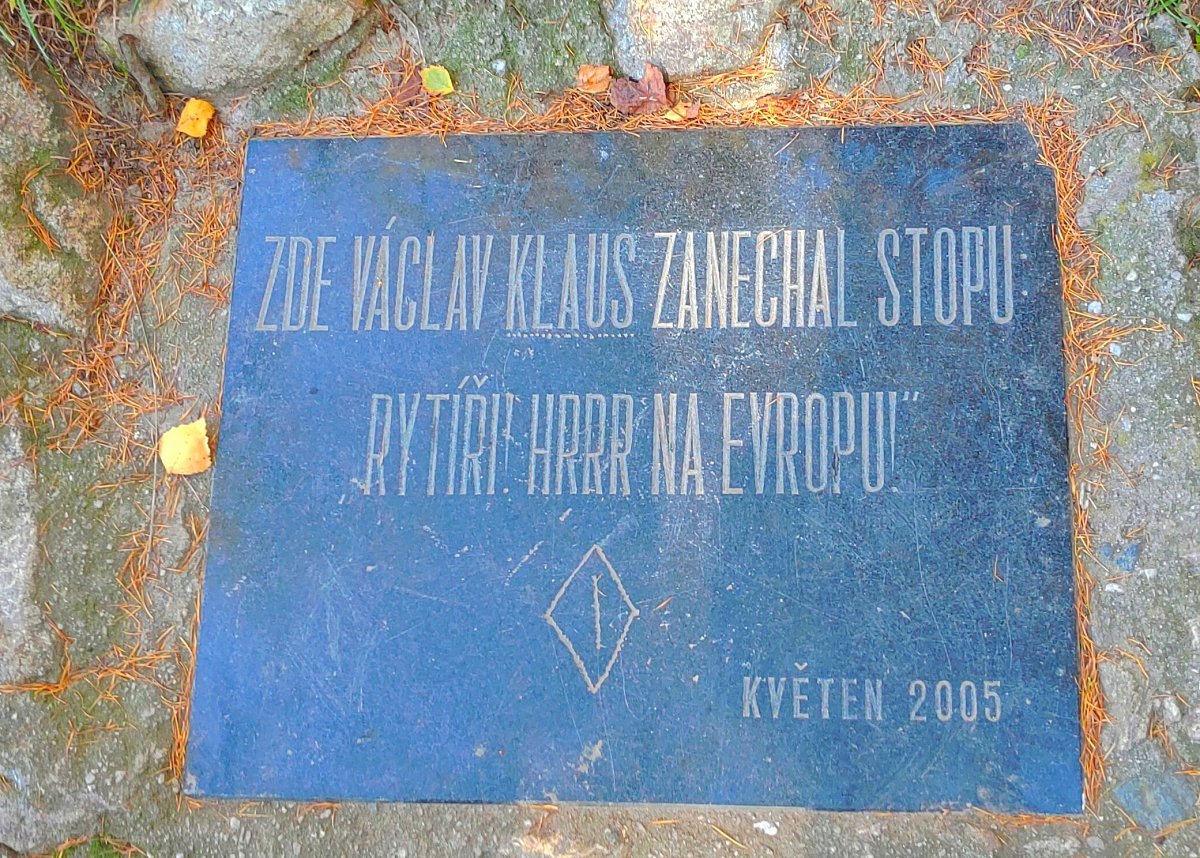 ZDE VÁCLAV KLAUS ZANECHAL STOPU
„RYTÍŘI! HRRR NA EVROPU!"
KVĚTEN 2005